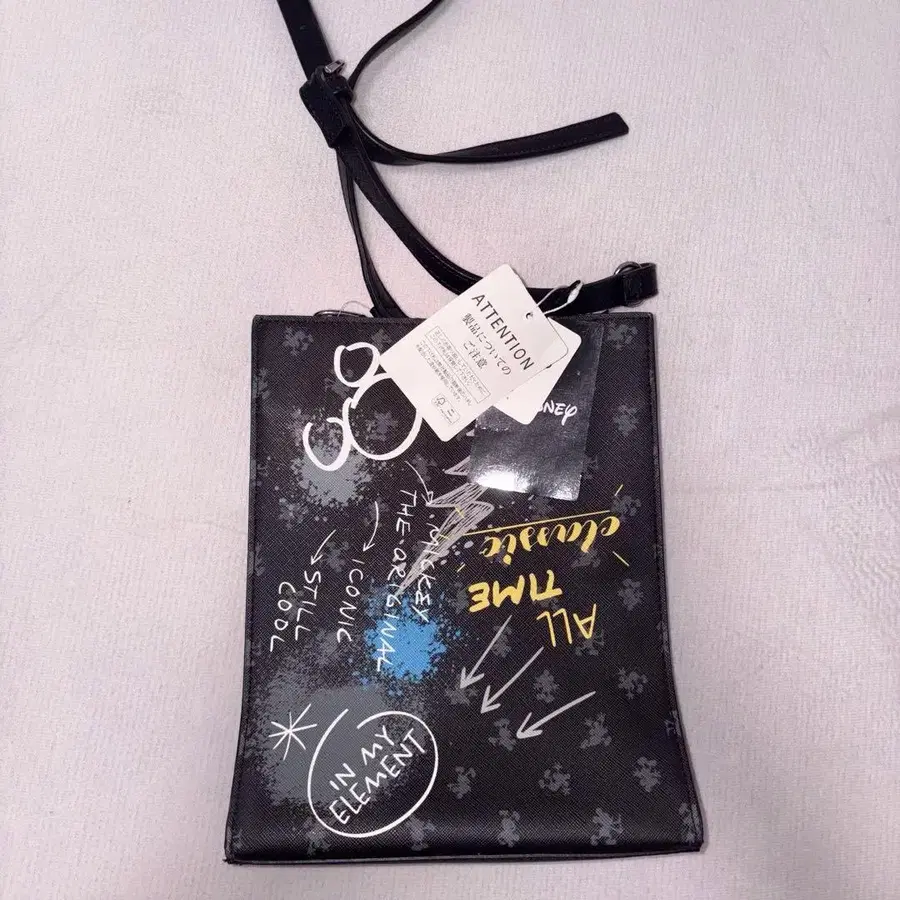 ATTENTION
製品についての
ご注意
DISNEY
MICKEY
THE ORIGINAL
ICONIC
STILL
COOL
classic
ALL
TIME
IN MY
ELEMENT